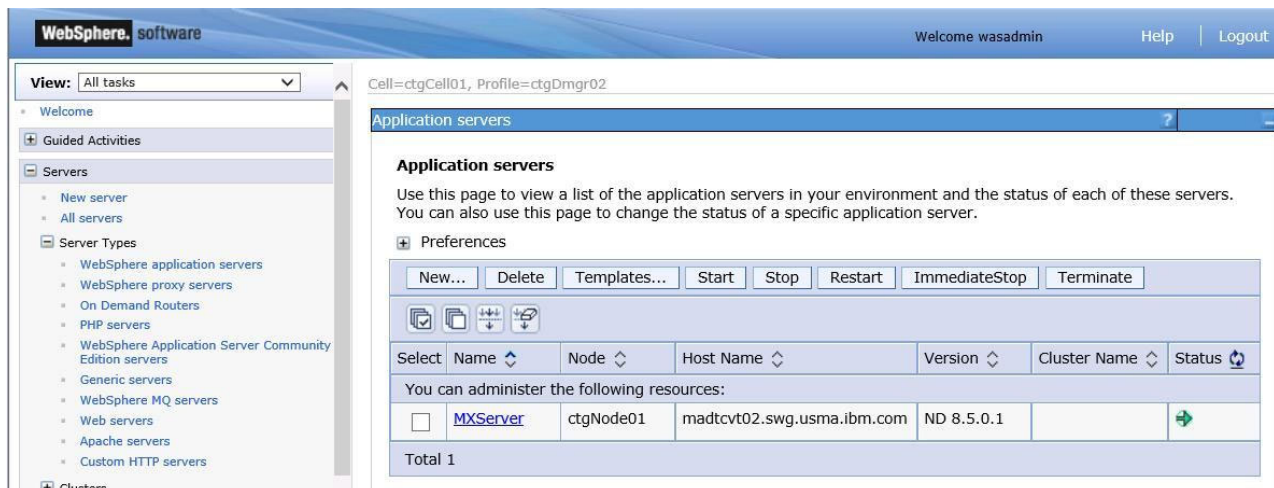 WebSphere. software
Welcome wasadmin
Help
Logout
View: All tasks
Welcome
Guided Activities
Servers
New server
All servers
Server Types
WebSphere application servers
WebSphere proxy servers
On Demand Routers
PHP servers
WebSphere Application Server Community
Edition servers
Generic servers
WebSphere MQ servers
Web servers
Apache servers
Custom HTTP servers
Clusters
Cell=ctgCell01, Profile=ctgDmgr02
Application servers ?
Application servers
Use this page to view a list of the application servers in your environment and the status of each of these servers.
You can also use this page to change the status of a specific application server.
Preferences
New... Delete Templates... Start Stop Restart ImmediateStop Terminate
Select Name Node Host Name Version Cluster Name Status
You can administer the following resources:
MXServer ctgNode01 madtcvt02.swg.usma.ibm.com ND 8.5.0.1
Total 1